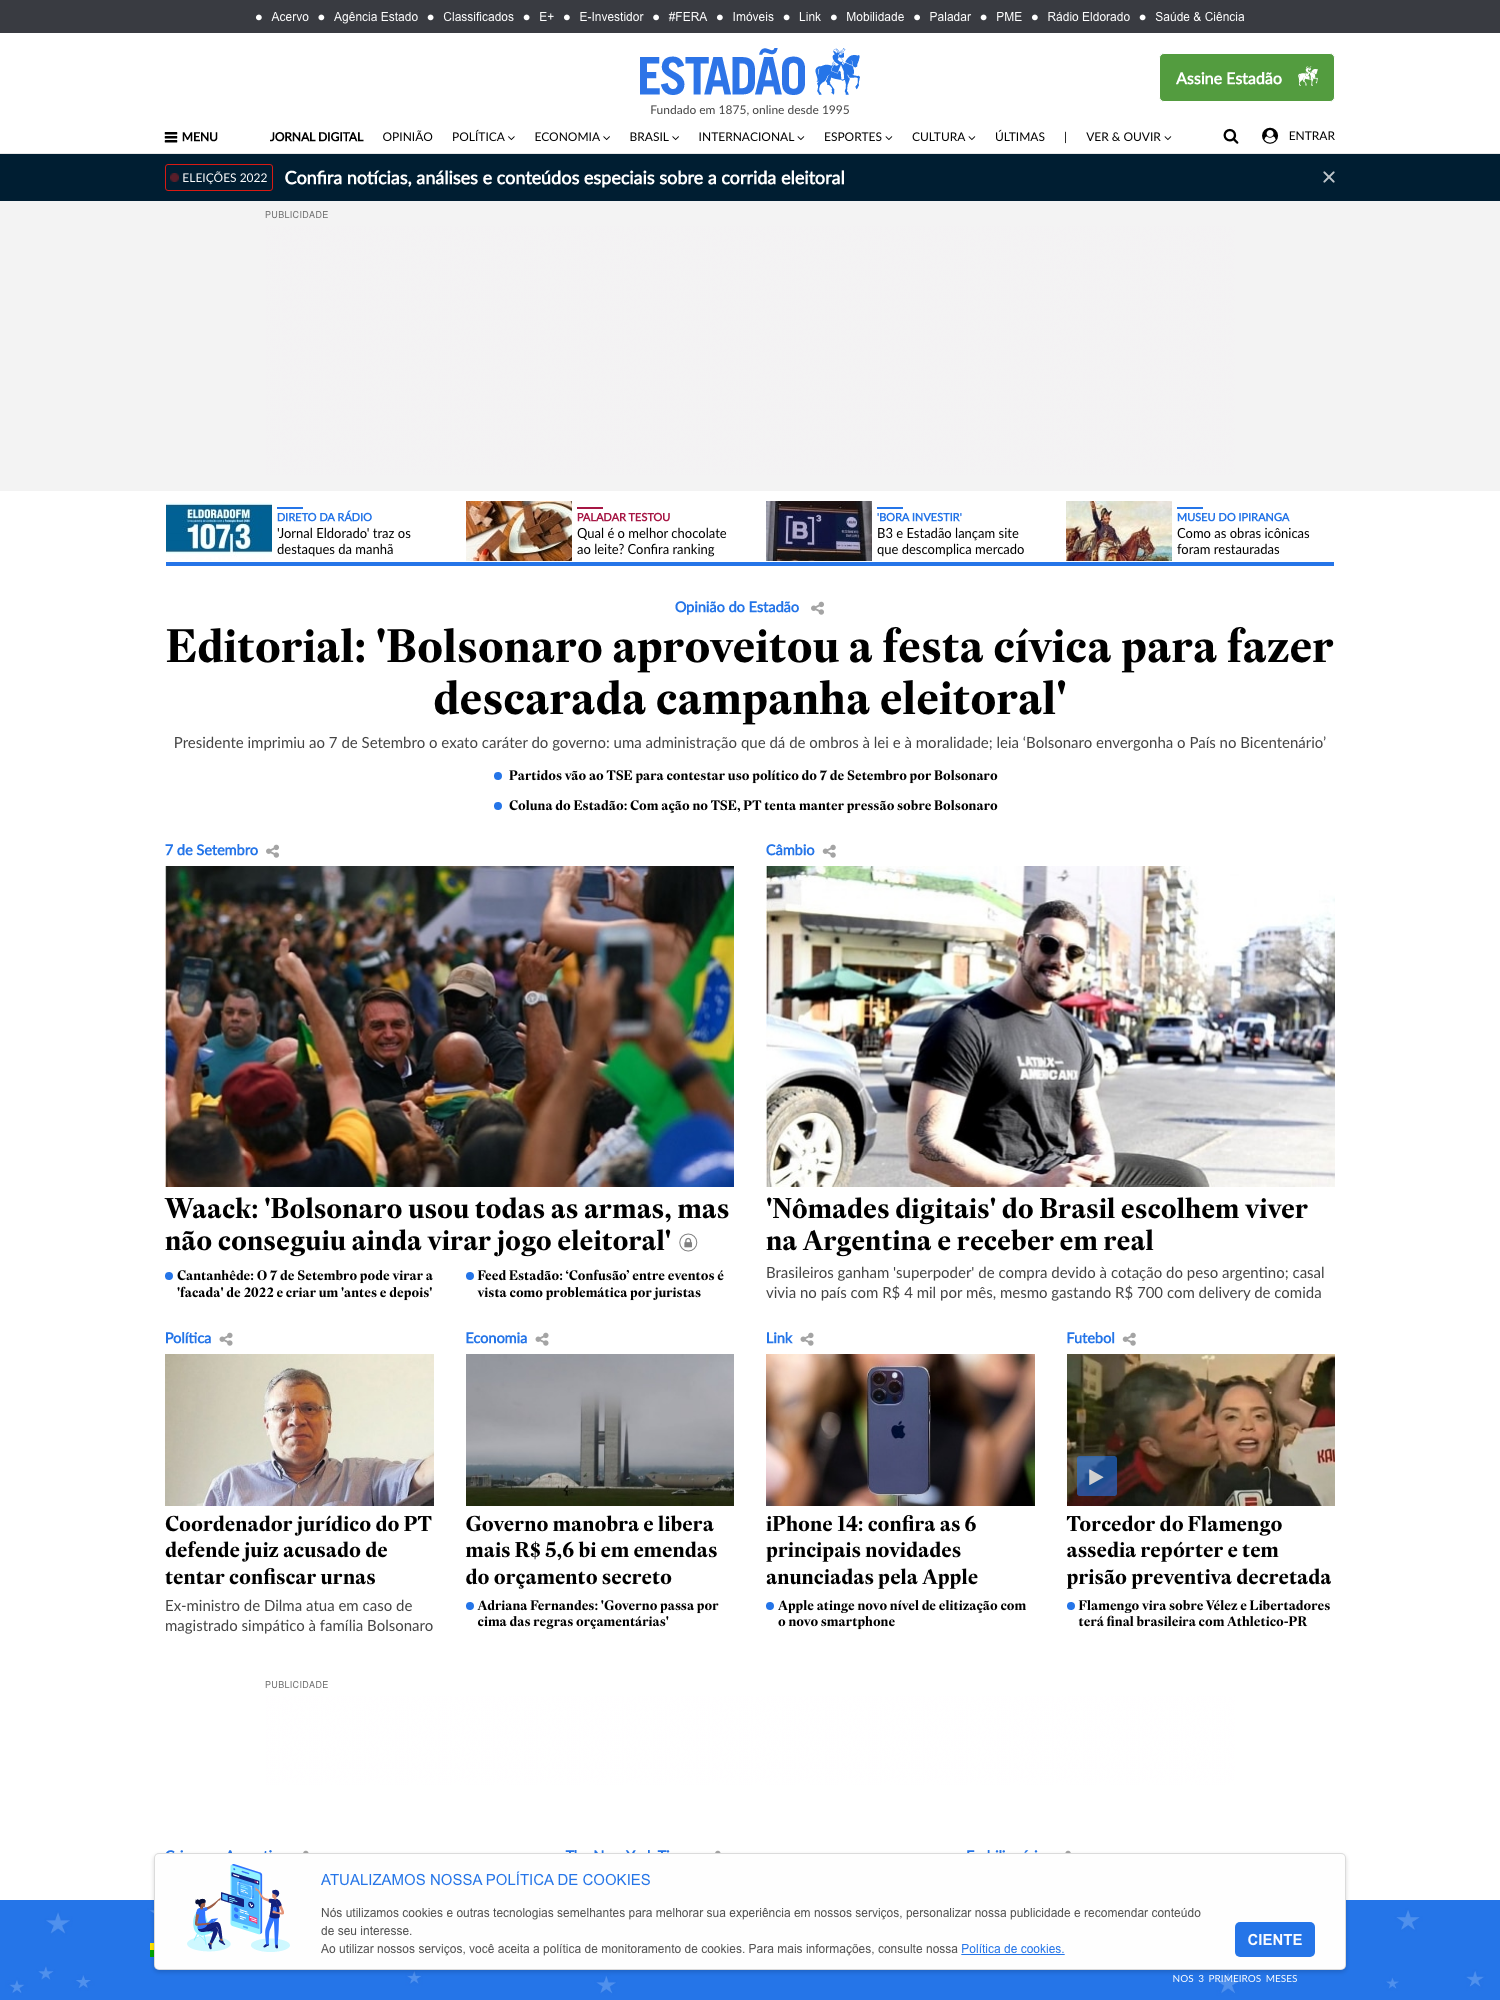 Acervo Agência Estado Classificados E+ E-Investidor #FERA Imóveis Link Mobilidade Paladar PME Rádio Eldorado Saúde & Ciência
ESTADÃO
Fundado em 1875, online desde 1995
Assine Estadão
MENU JORNAL DIGITAL OPINIÃO POLÍTICA ECONOMIA BRASIL INTERNACIONAL ESPORTES CULTURA ÚLTIMAS | VER & OUVIR ENTRAR
ELEIÇÕES 2022 Confira notícias, análises e conteúdos especiais sobre a corrida eleitoral
PUBLICIDADE
ELDORADO FM
107,3
DIRETO DA RÁDIO
'Jornal Eldorado' traz os
destaques da manhã
PALADAR TESTOU
Qual é o melhor chocolate
ao leite? Confira ranking
[B]3
'BORA INVESTIR'
B3 e Estadão lançam site
que descomplica mercado
MUSEU DO IPIRANGA
Como as obras icônicas
foram restauradas
Opinião do Estadão
Editorial: 'Bolsonaro aproveitou a festa cívica para fazer
descarada campanha eleitoral'
Presidente imprimiu ao 7 de Setembro o exato caráter do governo: uma administração que dá de ombros à lei e à moralidade; leia ‘Bolsonaro envergonha o País no Bicentenário’
Partidos vão ao TSE para contestar uso político do 7 de Setembro por Bolsonaro
Coluna do Estadão: Com ação no TSE, PT tenta manter pressão sobre Bolsonaro
7 de Setembro
Waack: 'Bolsonaro usou todas as armas, mas
não conseguiu ainda virar jogo eleitoral'
Cantanhêde: O 7 de Setembro pode virar a
'facada' de 2022 e criar um 'antes e depois'
Feed Estadão: ‘Confusão’ entre eventos é
vista como problemática por juristas
Câmbio
LATINX-
AMERICANX
'Nômades digitais' do Brasil escolhem viver
na Argentina e receber em real
Brasileiros ganham 'superpoder' de compra devido à cotação do peso argentino; casal
vivia no país com R$ 4 mil por mês, mesmo gastando R$ 700 com delivery de comida
Política
Coordenador jurídico do PT
defende juiz acusado de
tentar confiscar urnas
Ex-ministro de Dilma atua em caso de
magistrado simpático à família Bolsonaro
Economia
Governo manobra e libera
mais R$ 5,6 bi em emendas
do orçamento secreto
Adriana Fernandes: 'Governo passa por
cima das regras orçamentárias'
Link
iPhone 14: confira as 6
principais novidades
anunciadas pela Apple
Apple atinge novo nível de elitização com
o novo smartphone
Futebol
Torcedor do Flamengo
assedia repórter e tem
prisão preventiva decretada
Flamengo vira sobre Vélez e Libertadores
terá final brasileira com Athletico-PR
PUBLICIDADE
ATUALIZAMOS NOSSA POLÍTICA DE COOKIES
Nós utilizamos cookies e outras tecnologias semelhantes para melhorar sua experiência em nossos serviços, personalizar nossa publicidade e recomendar conteúdo
de seu interesse.
Ao utilizar nossos serviços, você aceita a política de monitoramento de cookies. Para mais informações, consulte nossa Política de cookies.
CIENTE
NOS 3 PRIMEIROS MESES